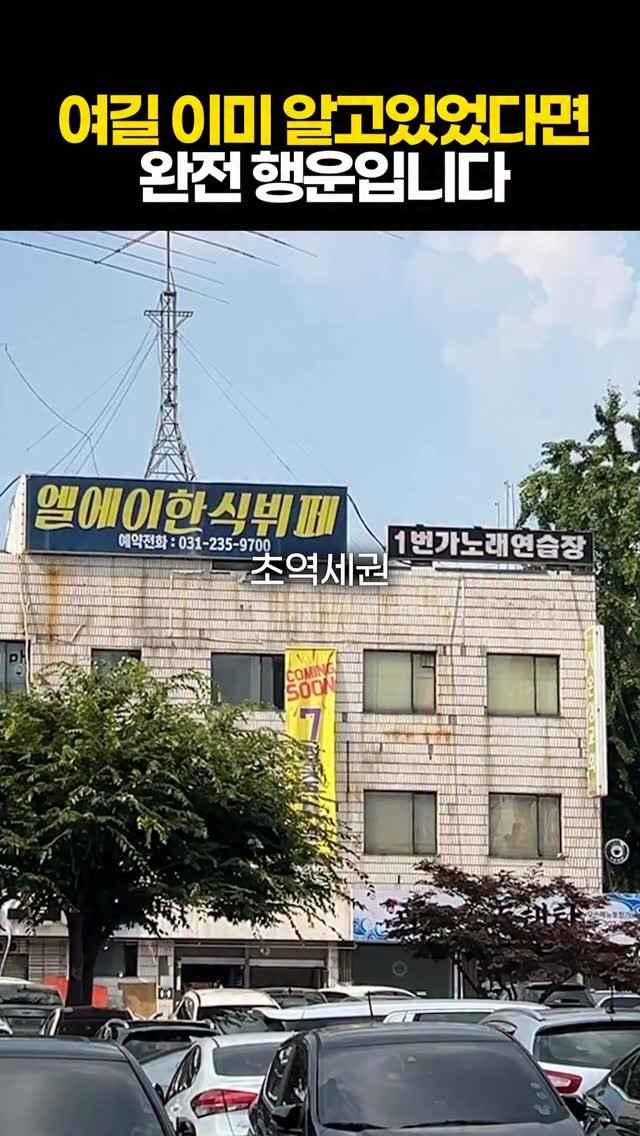 여길 이미 알고있었다면
완전 행운입니다
엘에이한식뷔페
예약전화 : 031-235-9700
1번가노래연습장
초역세권
COMING
SOON
7